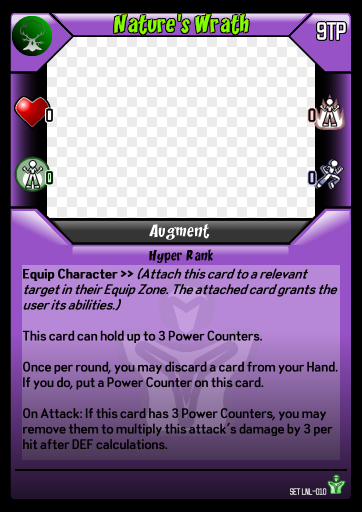 Nature's Wrath
9TP
0
0
0
0
Augment
Hyper Rank
Equip Character >> (Attach this card to a relevant
target in their Equip Zone. The attached card grants the
user its abilities.)
This card can hold up to 3 Power Counters.
Once per round, you may discard a card from your Hand.
If you do, put a Power Counter on this card.
On Attack: If this card has 3 Power Counters, you may
remove them to multiply this attack's damage by 3 per
hit after DEF calculations.
SET LNL-010